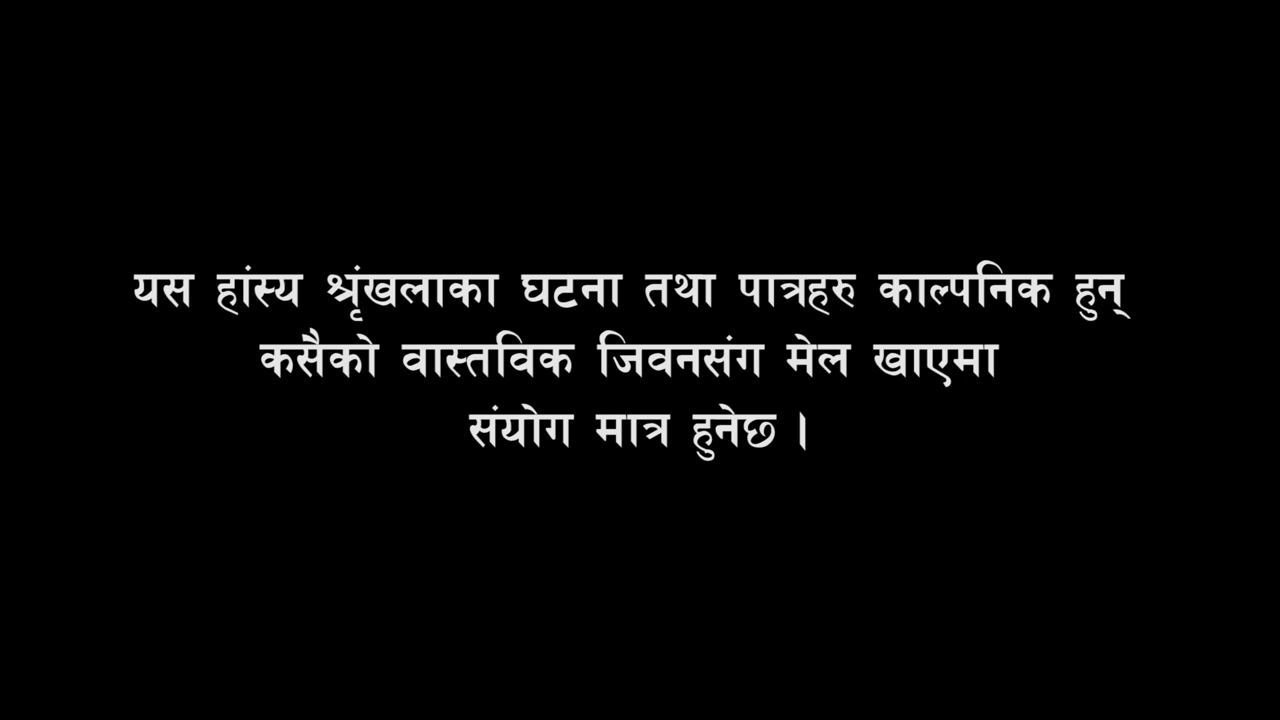 यस हांस्य श्रृंखलाका घटना तथा पात्रहरु काल्पनिक हुन्
कसैको वास्तविक जिवनसंग मेल खाएमा
संयोग मात्र हुनेछ ।